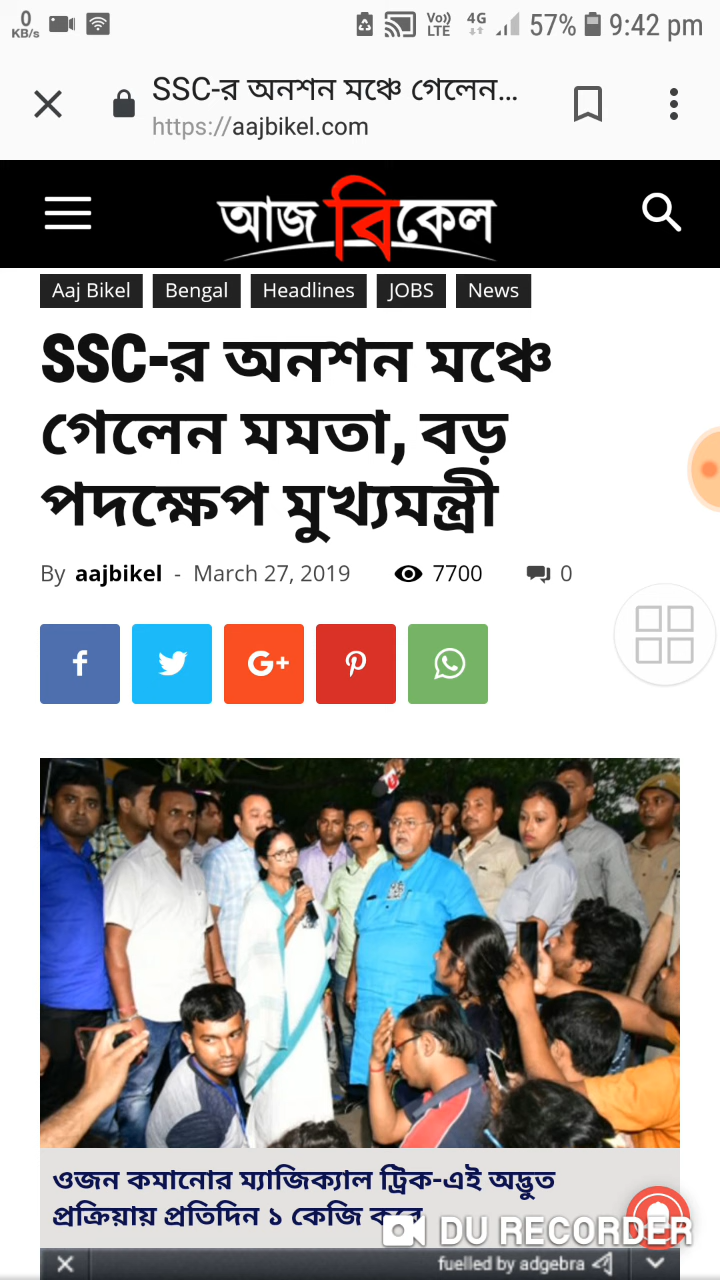 0
KB/s
Vo))
LTE
4G
57%
9:42 pm
SSC-র অনশন মঞ্চে গেলেন...
https://aajbikel.com
আজ বিকেল
Aaj Bikel
Bengal
Headlines
JOBS
News
SSC-র অনশন মঞ্চে
গেলেন মমতা, বড়
পদক্ষেপ মুখ্যমন্ত্রী
By aajbikel - March 27, 2019 7700 0
f
G+
ওজন কমানোর ম্যাজিক্যাল ট্রিক-এই অদ্ভুত
প্রক্রিয়ায় প্রতিদিন ১ কেজি করে
DU RECORDER
fuelled by adgebra